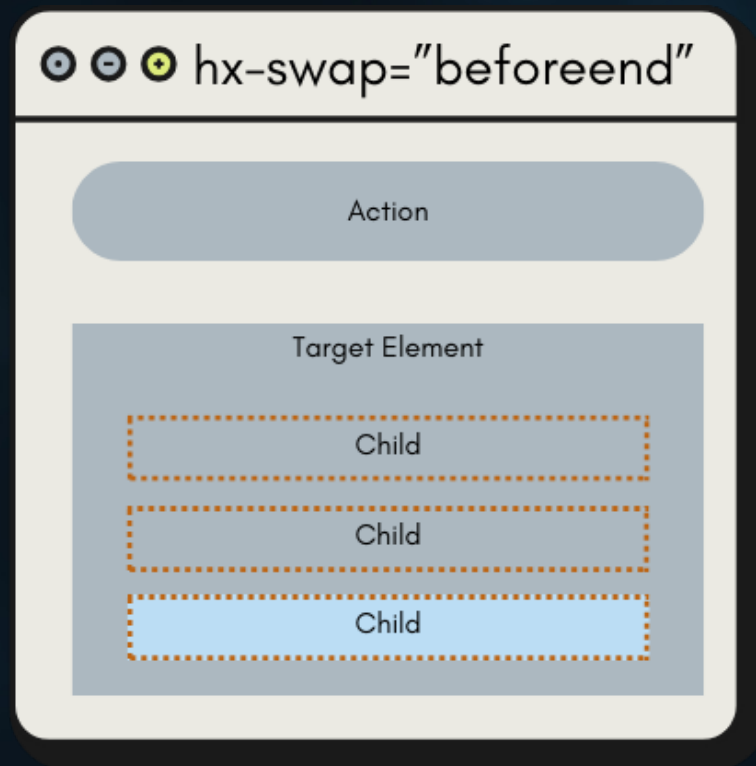 hx-swap=”beforeend”
Action
Target Element
Child
Child
Child